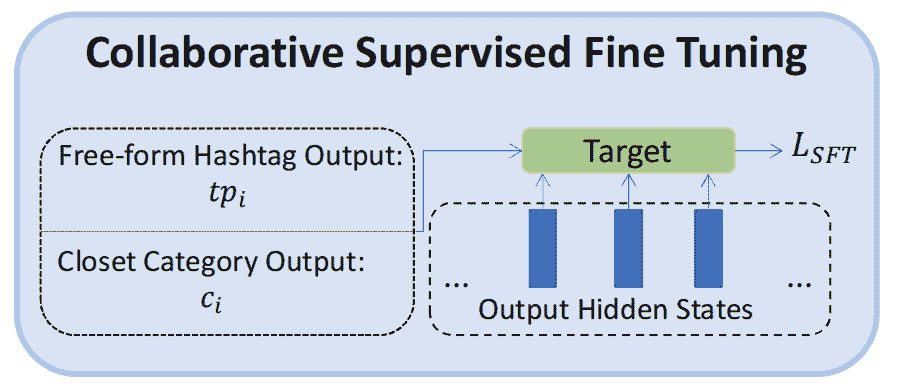 Collaborative Supervised Fine Tuning
Free-form Hashtag Output:
tp_i
Closet Category Output:
c_i
Target
L_SFT
...
...
Output Hidden States